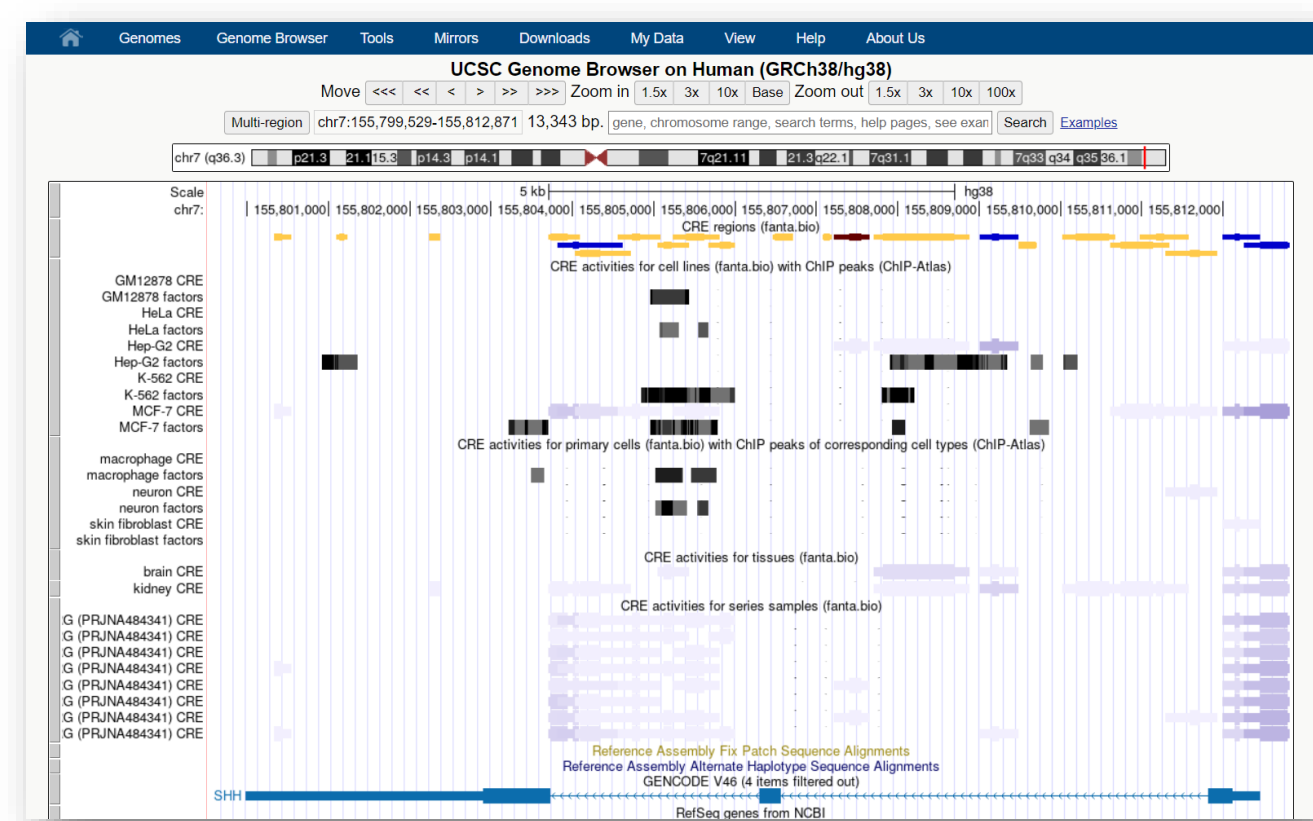 Genomes Genome Browser Tools Mirrors Downloads My Data View Help About Us
UCSC Genome Browser on Human (GRCh38/hg38)
Move <<< << < > >> >>> Zoom in 1.5x 3x 10x Base Zoom out 1.5x 3x 10x 100x
Multi-region chr7:155,799,529-155,812,871 13,343 bp. gene, chromosome range, search terms, help pages, see exam Search Examples
chr7 (q36.3) p21.3 21.1 15.3 p14.3 p14.1 7q21.11 21.3 q22.1 7q31.1 7q33 q34 q35 36.1
Scale 5 kb hg38
chr7: 155,801,000 155,802,000 155,803,000 155,804,000 155,805,000 155,806,000 155,807,000 155,808,000 155,809,000 155,810,000 155,811,000 155,812,000
CRE regions (fanta.bio)
CRE activities for cell lines (fanta.bio) with ChIP peaks (ChIP-Atlas)
GM12878 CRE
GM12878 factors
HeLa CRE
HeLa factors
Hep-G2 CRE
Hep-G2 factors
K-562 CRE
K-562 factors
MCF-7 CRE
MCF-7 factors
CRE activities for primary cells (fanta.bio) with ChIP peaks of corresponding cell types (ChIP-Atlas)
macrophage CRE
macrophage factors
neuron CRE
neuron factors
skin fibroblast CRE
skin fibroblast factors
CRE activities for tissues (fanta.bio)
brain CRE
kidney CRE
CRE activities for series samples (fanta.bio)
:G (PRJNA484341) CRE
:G (PRJNA484341) CRE
:G (PRJNA484341) CRE
:G (PRJNA484341) CRE
:G (PRJNA484341) CRE
:G (PRJNA484341) CRE
:G (PRJNA484341) CRE
:G (PRJNA484341) CRE
Reference Assembly Fix Patch Sequence Alignments
Reference Assembly Alternate Haplotype Sequence Alignments
GENCODE V46 (4 items filtered out)
SHH
RefSeq genes from NCBI